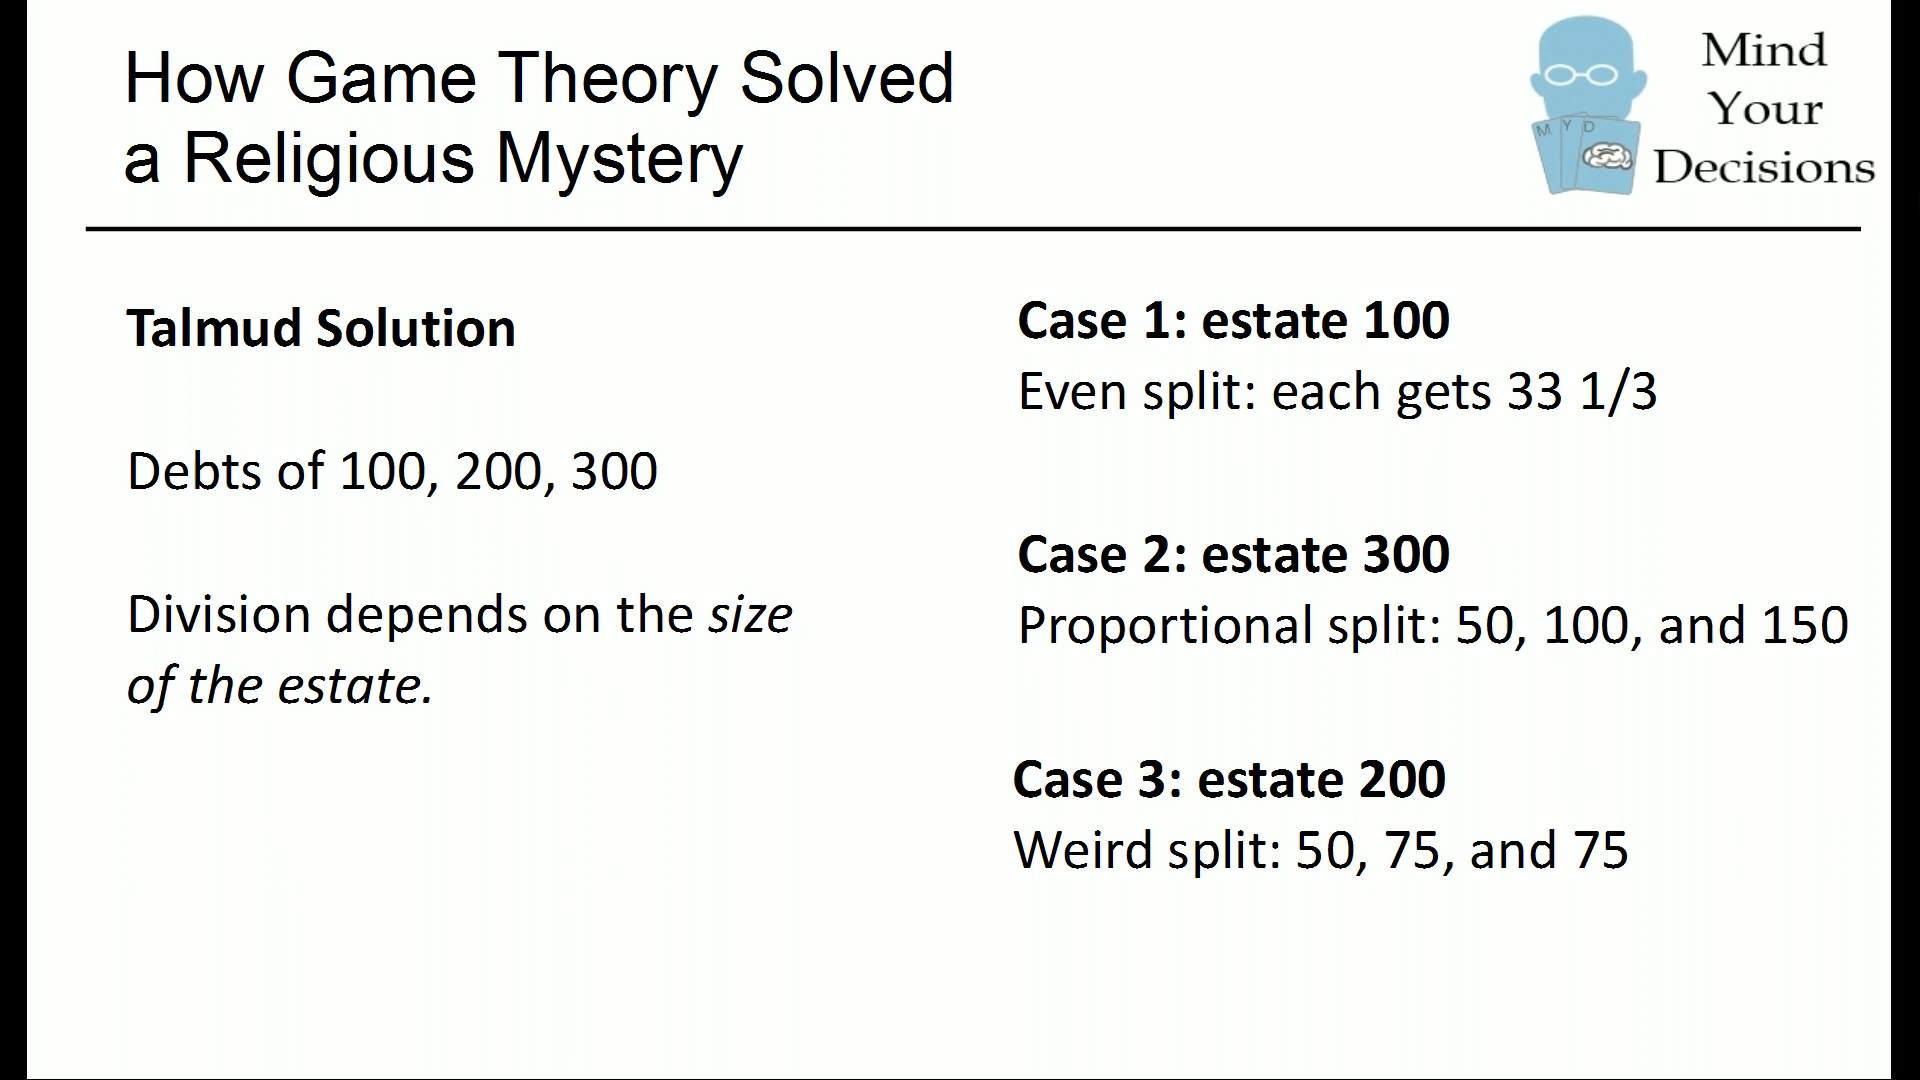 How Game Theory Solved
a Religious Mystery
Mind
Your
Decisions
M Y D
Talmud Solution
Debts of 100, 200, 300
Division depends on the size
of the estate.
Case 1: estate 100
Even split: each gets 33 1/3
Case 2: estate 300
Proportional split: 50, 100, and 150
Case 3: estate 200
Weird split: 50, 75, and 75